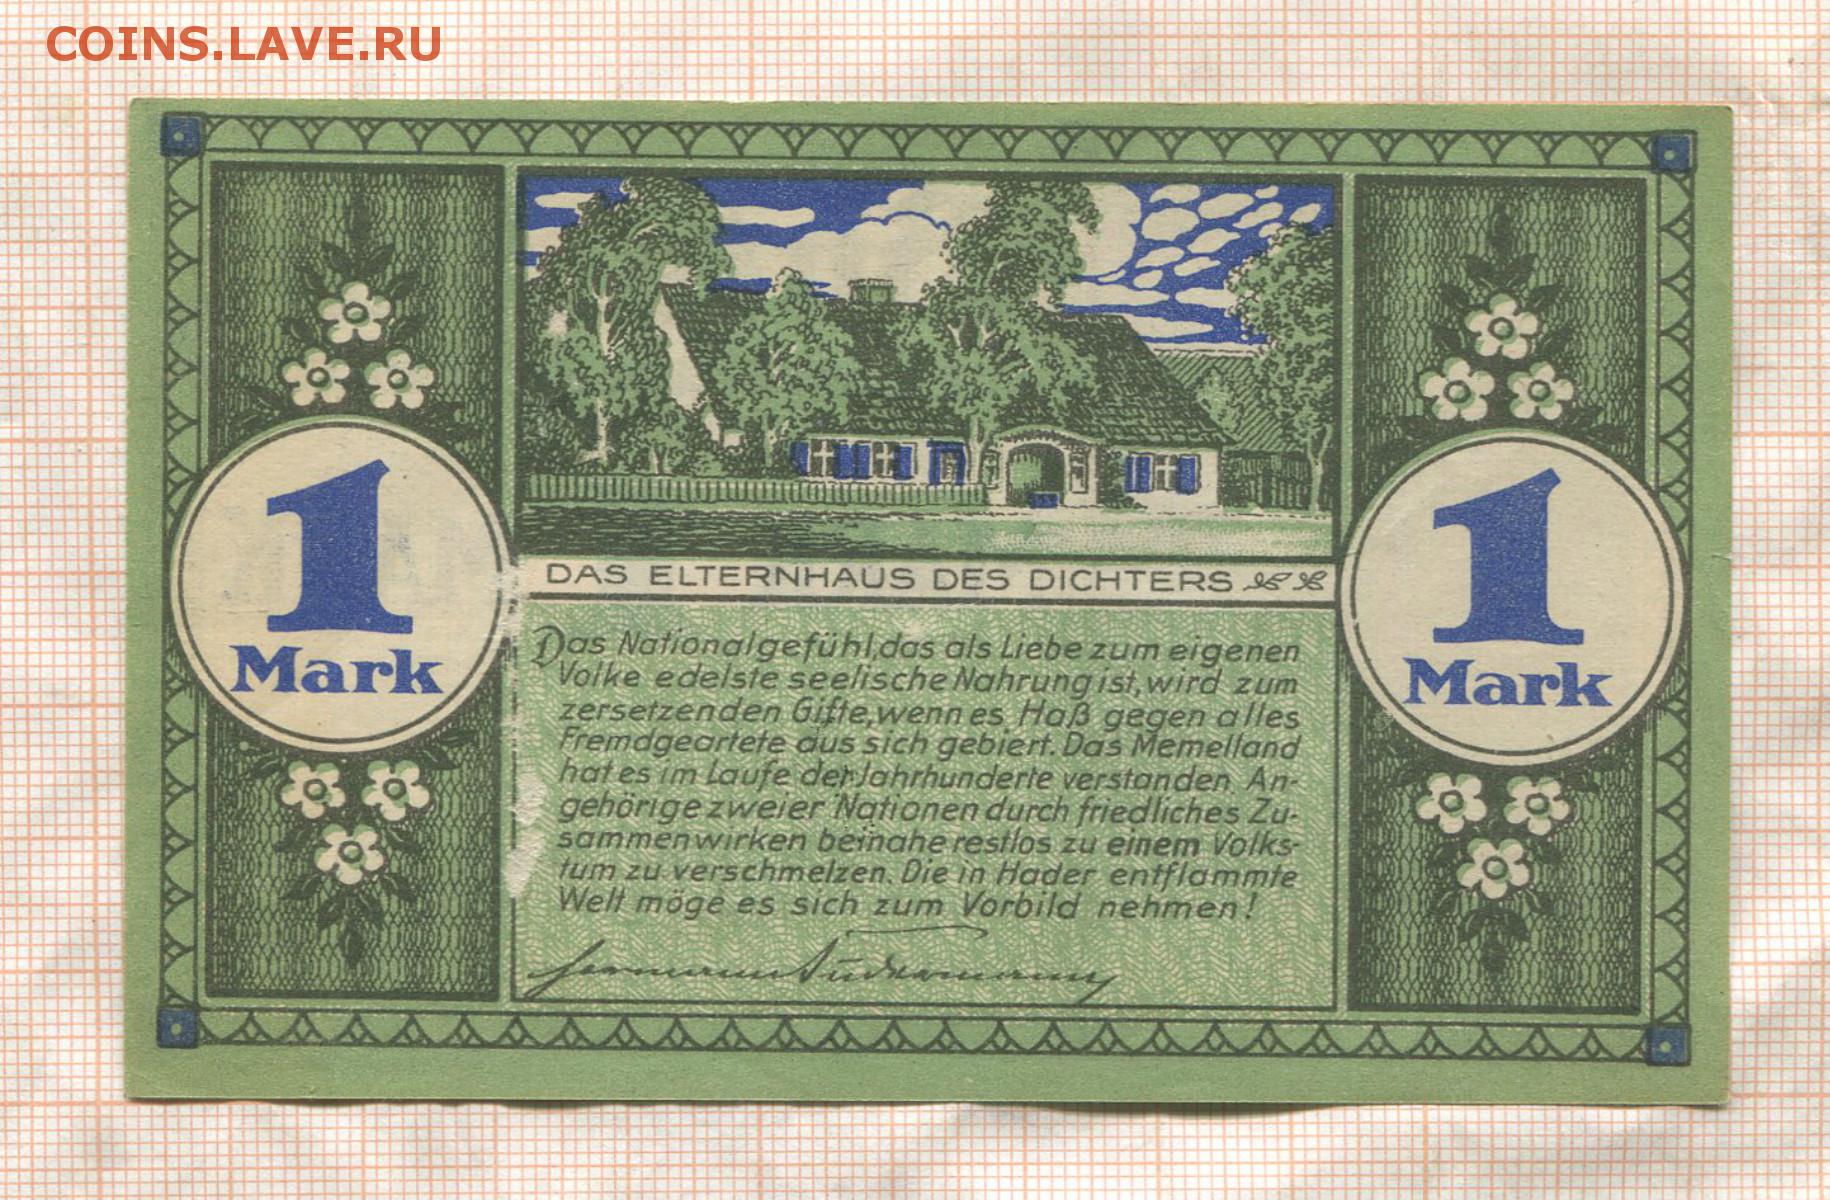 COINS.LAVE.RU
DAS ELTERNHAUS DES DICHTERS
1
Mark
Das Nationalgefühl, das als Liebe zum eigenen
Volke edelste seelische Nahrung ist, wird zum
zersetzenden Gifte, wenn es Haß gegen alles
Fremdgeartete aus sich gebiert. Das Memelland
hat es im Laufe der Jahrhunderte verstanden, An-
gehörige zweier Nationen durch friedliches Zu-
sammenwirken beinahe restlos zu einem Volks-
tum zu verschmelzen. Die in Hader entflammte
Welt möge es sich zum Vorbild nehmen!
Hermann Sudermann
1
Mark